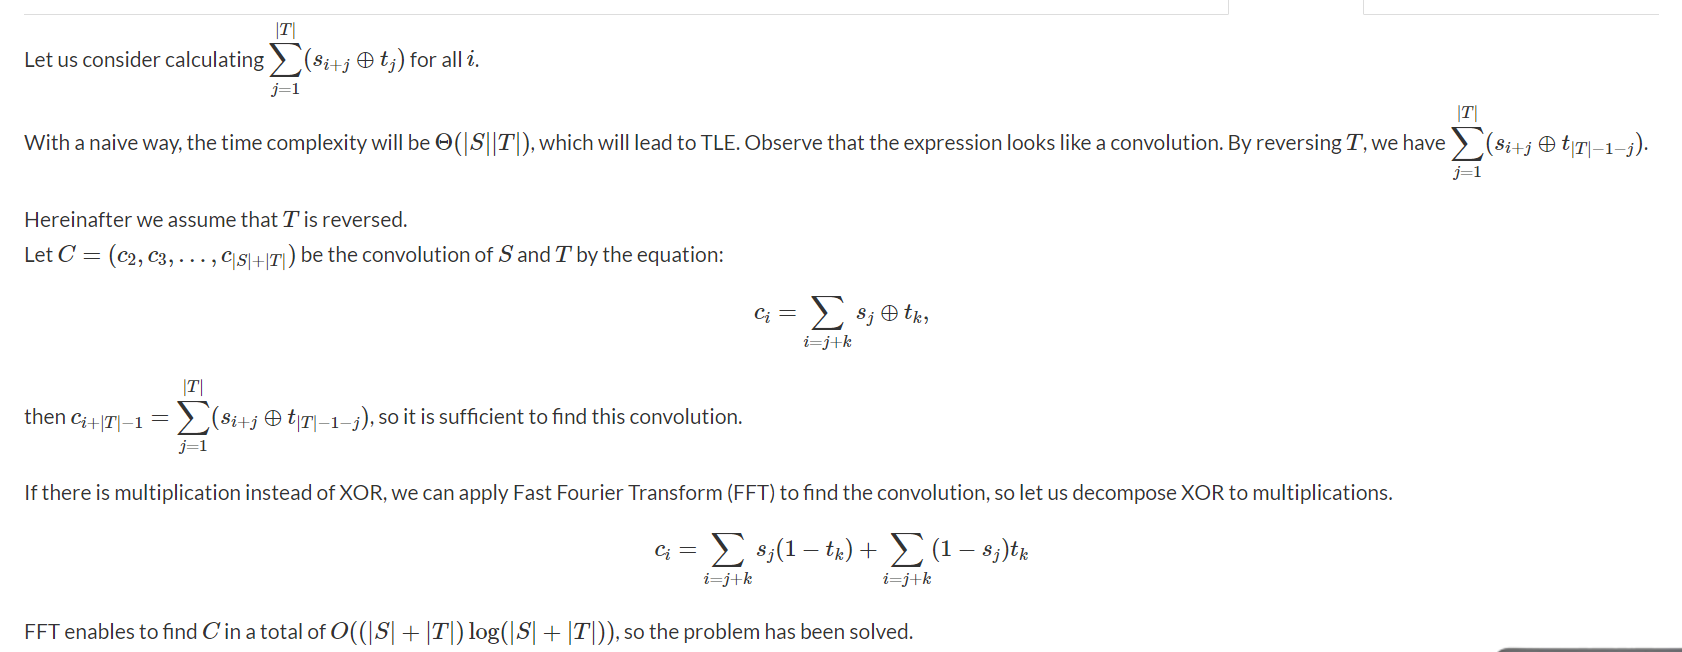 Let us consider calculating \sum_{j=1}^{|T|} (s_{i+j} ⊕ t_j) for all i.
With a naive way, the time complexity will be Θ(|S||T|), which will lead to TLE. Observe that the expression looks like a convolution. By reversing T, we have \sum_{j=1}^{|T|} (s_{i+j} ⊕ t_{|T|−1−j}).
Hereinafter we assume that T is reversed.
Let C = (c_2, c_3, . . . , c_{|S|+|T|}) be the convolution of S and T by the equation:
c_i = \sum_{i=j+k} s_j ⊕ t_k,
then c_{i+|T|−1} = \sum_{j=1}^{|T|} (s_{i+j} ⊕ t_{|T|−1−j}), so it is sufficient to find this convolution.
If there is multiplication instead of XOR, we can apply Fast Fourier Transform (FFT) to find the convolution, so let us decompose XOR to multiplications.
c_i = \sum_{i=j+k} s_j(1 − t_k) + \sum_{i=j+k} (1 − s_j)t_k
FFT enables to find C in a total of O((|S| + |T|) log(|S| + |T|)), so the problem has been solved.